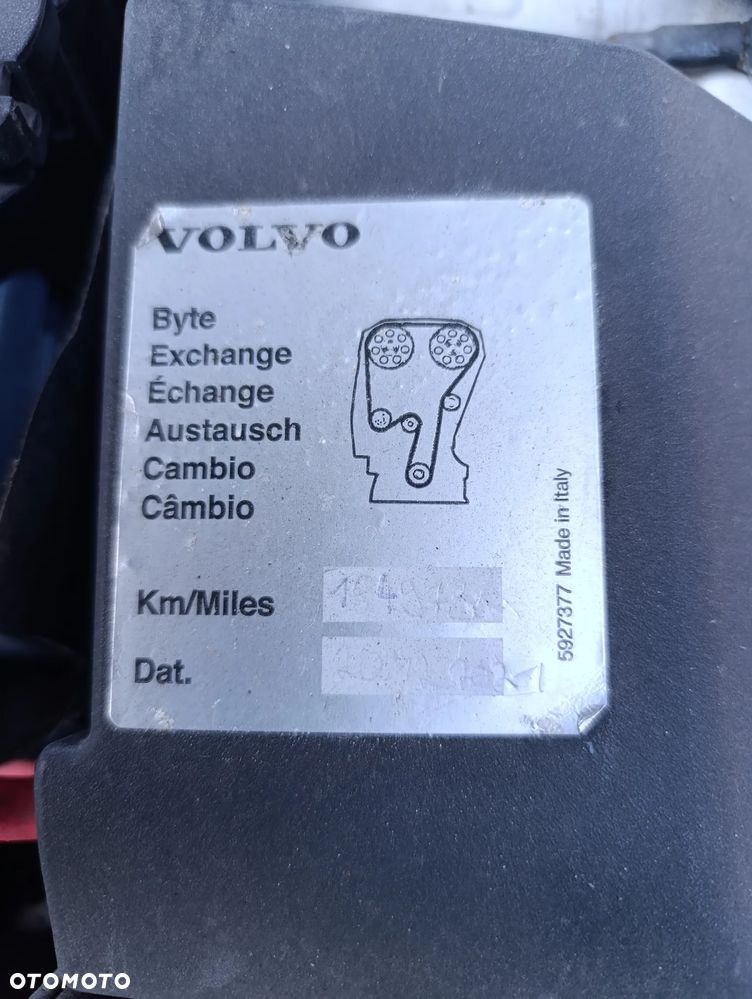 VOLVO
Byte
Exchange
Échange
Austausch
Cambio
Câmbio
Km/Miles
Dat.
5927377 Made in Italy
OTOMOTO